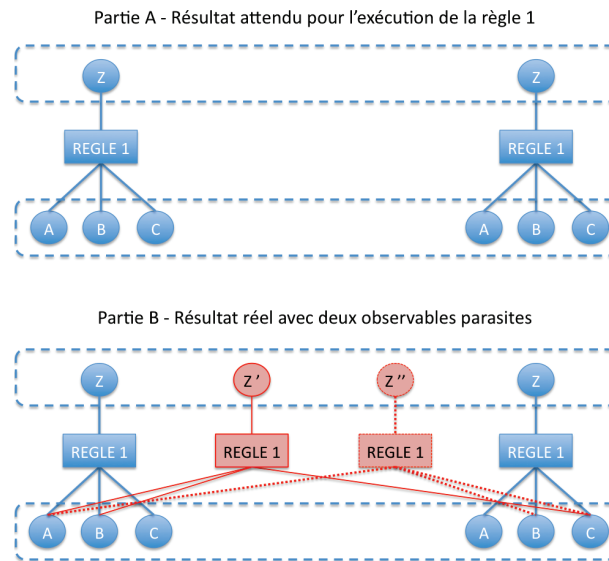 Partie A - Résultat attendu pour l'exécution de la règle 1
Z Z
REGLE 1 REGLE 1
A B C A B C
Partie B - Résultat réel avec deux observables parasites
Z Z' Z'' Z
REGLE 1 REGLE 1 REGLE 1 REGLE 1
A B C A B C